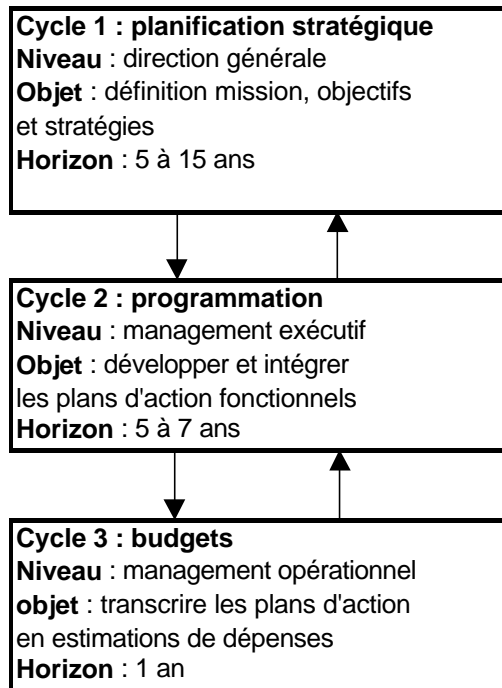 Cycle 1 : planification stratégique
Niveau : direction générale
Objet : définition mission, objectifs
et stratégies
Horizon : 5 à 15 ans
Cycle 2 : programmation
Niveau : management exécutif
Objet : développer et intégrer
les plans d'action fonctionnels
Horizon : 5 à 7 ans
Cycle 3 : budgets
Niveau : management opérationnel
objet : transcrire les plans d'action
en estimations de dépenses
Horizon : 1 an